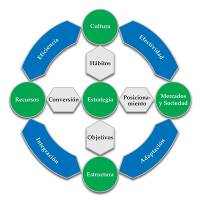 Cultura
Eficiencia
Efectividad
Hábitos
Recursos
Conversión
Estrategia
Posiciona-
miento
Mercados
y Sociedad
Objetivos
Integración
Adaptación
Estructura